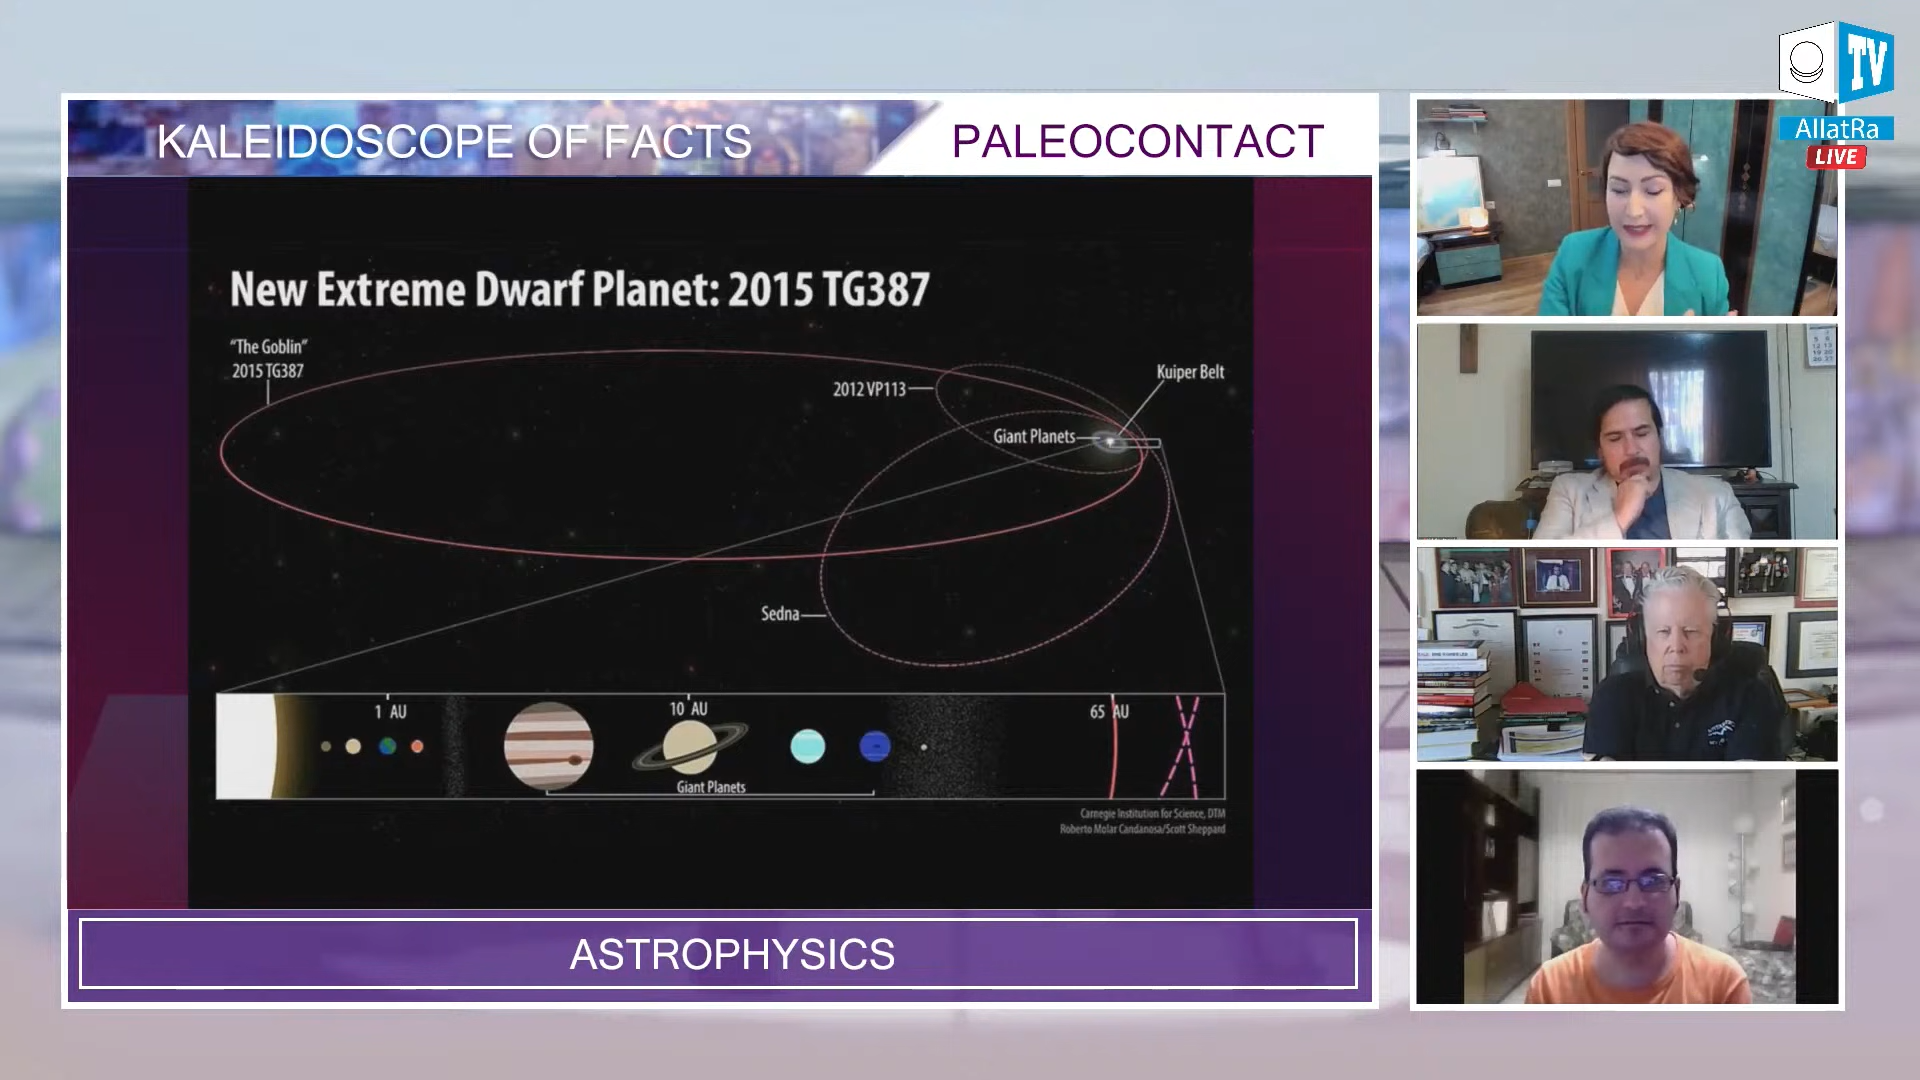 KALEIDOSCOPE OF FACTS
PALEOCONTACT
TV
AllatRa
LIVE
New Extreme Dwarf Planet: 2015 TG387
"The Goblin"
2015 TG387
2012 VP113
Kuiper Belt
Giant Planets
Sedna
1 AU
10 AU
65 AU
Giant Planets
Carnegie Institution for Science, DTM
Roberto Molar Candanosa/Scott Sheppard
ASTROPHYSICS